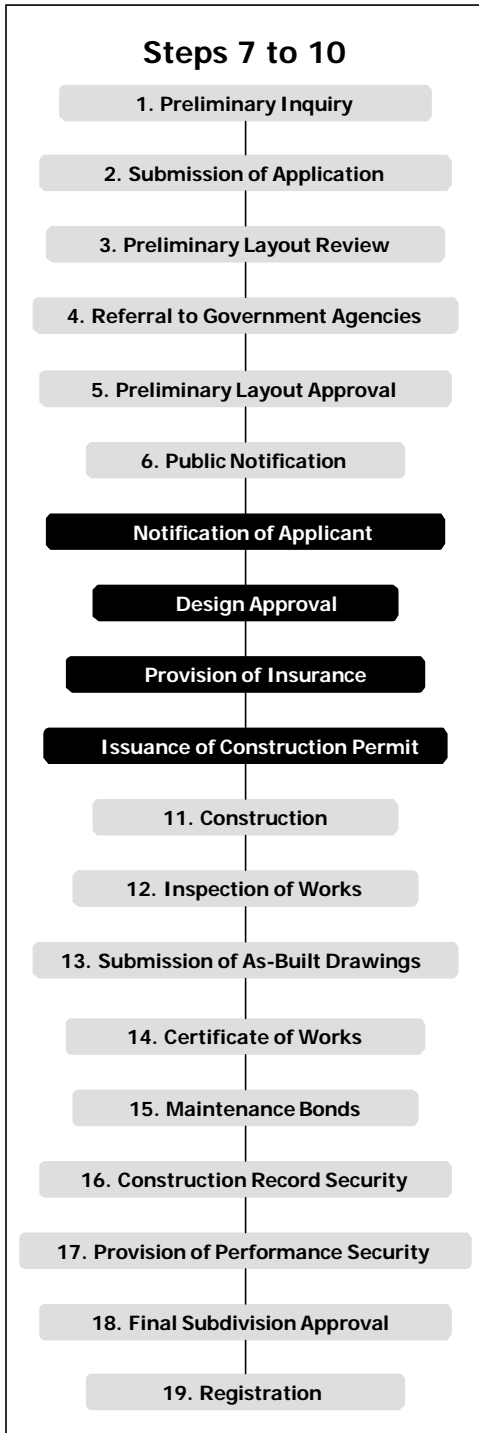 Steps 7 to 10
1. Preliminary Inquiry
2. Submission of Application
3. Preliminary Layout Review
4. Referral to Government Agencies
5. Preliminary Layout Approval
6. Public Notification
Notification of Applicant
Design Approval
Provision of Insurance
Issuance of Construction Permit
11. Construction
12. Inspection of Works
13. Submission of As-Built Drawings
14. Certificate of Works
15. Maintenance Bonds
16. Construction Record Security
17. Provision of Performance Security
18. Final Subdivision Approval
19. Registration